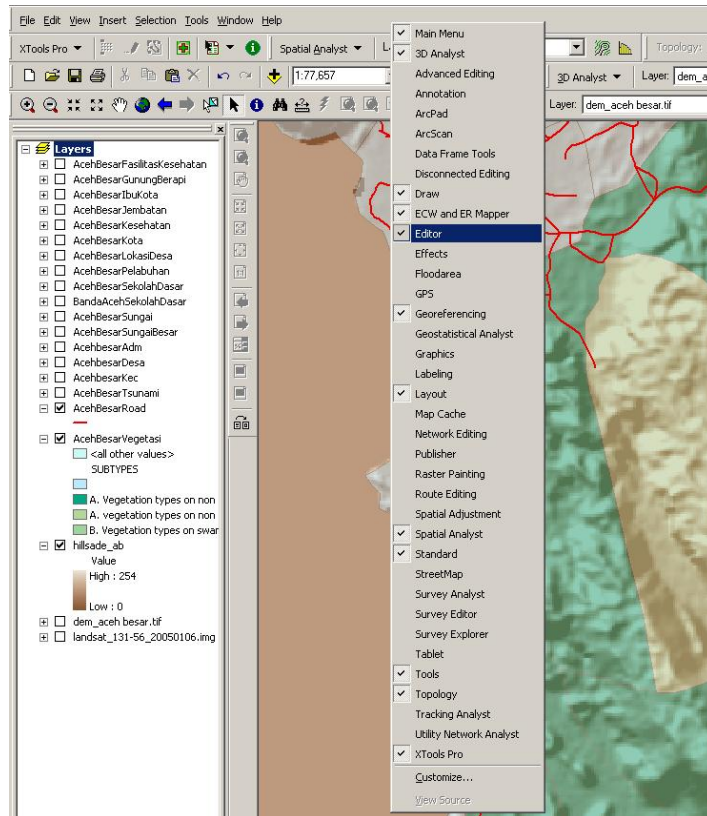 File Edit View Insert Selection Tools Window Help
XTools Pro
Spatial Analyst
Topology:
1:77,657
3D Analyst
Layer: dem_a
Layer: dem_aceh besar.tif
Layers
AcehBesarFasilitasKesehatan
AcehBesarGunungBerapi
AcehBesarIbuKota
AcehBesarJembatan
AcehBesarKesehatan
AcehBesarKota
AcehBesarLokasiDesa
AcehBesarPelabuhan
AcehBesarSekolahDasar
BandaAcehSekolahDasar
AcehBesarSungai
AcehBesarSungaiBesar
AcehBesarAdm
AcehbesarDesa
AcehbesarKec
AcehBesarTsunami
AcehBesarRoad
AcehBesarVegetasi
<all other values>
SUBTYPES
A. Vegetation types on non
A. vegetation types on non
B. Vegetation types on swar
hillsade_ab
Value
High : 254
Low : 0
dem_aceh besar.tif
landsat_131-56_20050106.img
Main Menu
3D Analyst
Advanced Editing
Annotation
ArcPad
ArcScan
Data Frame Tools
Disconnected Editing
Draw
ECW and ER Mapper
Editor
Effects
Floodarea
GPS
Georeferencing
Geostatistical Analyst
Graphics
Labeling
Layout
Map Cache
Network Editing
Publisher
Raster Painting
Route Editing
Spatial Adjustment
Spatial Analyst
Standard
StreetMap
Survey Analyst
Survey Editor
Survey Explorer
Tablet
Tools
Topology
Tracking Analyst
Utility Network Analyst
XTools Pro
Customize...
View Source